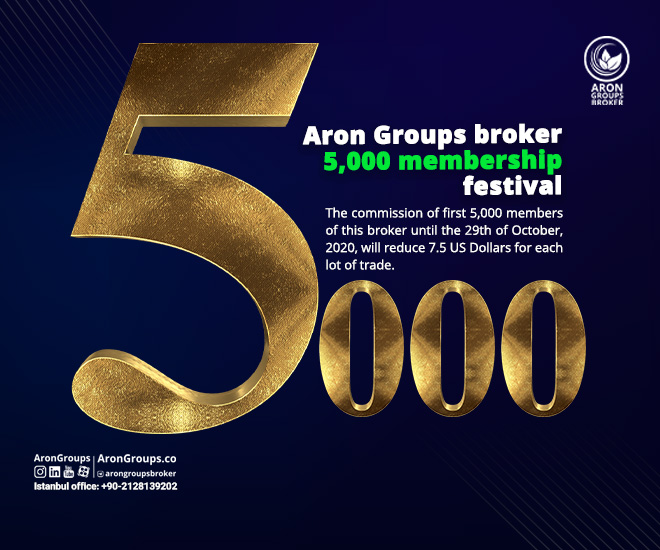 ARON
GROUPS
BROKER
Aron Groups broker
5,000 membership
festival
The commission of first 5,000 members
of this broker until the 29th of October,
2020, will reduce 7.5 US Dollars for each
lot of trade.
5000
AronGroups | AronGroups.co
arongroupsbroker
Istanbul office: +90-2128139202